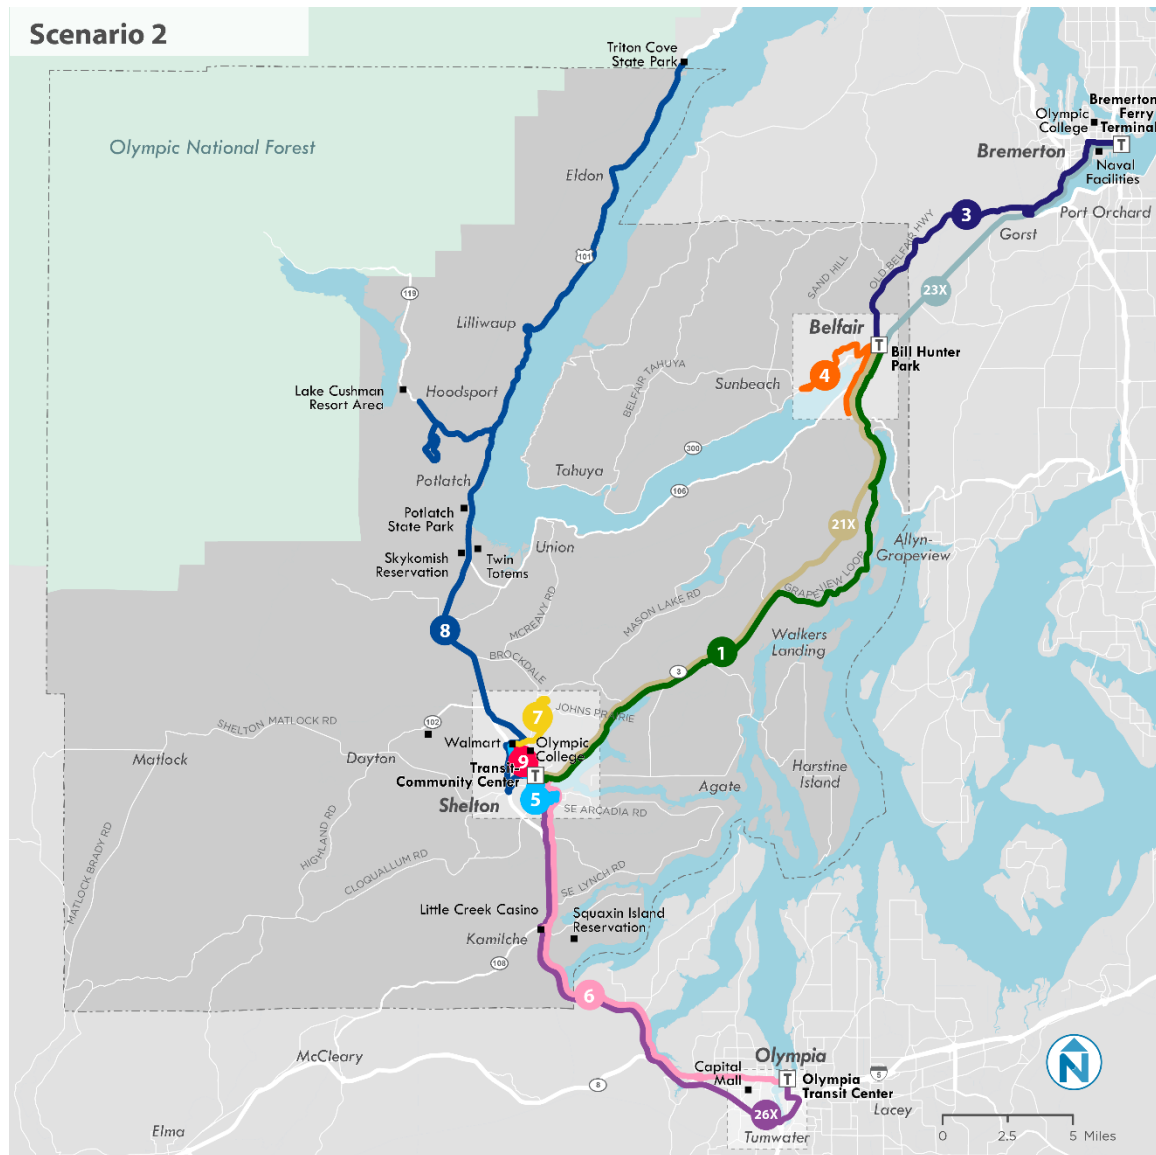 Scenario 2
Triton Cove
State Park
Olympic National Forest
Eldon
101
119
Lilliwaup
Lake Cushman
Resort Area
Hoodsport
Potlatch
Potlatch
State Park
Skykomish
Reservation
Twin
Totems
Union
Tahuya
300
106
BELFAIR TAHUYA
Sunbeach
SAND HILL
OLD BELFAIR HWY
Belfair
4
T
Bill Hunter
Park
3
23X
Gorst
Port Orchard
Bremerton
Olympic
College
Bremerton
Ferry
Terminal
T
Naval
Facilities
21X
Allyn-
Grapeview
GRAPEVIEW LOOP
MASON LAKE RD
MCREAVY RD
BROCKDALE
8
1
3
Walkers
Landing
7
JOHNS PRAIRIE
Walmart
Olympic
College
9
Transit-
Community Center
T
5
Shelton
SE ARCADIA RD
SHELTON MATLOCK RD
102
Matlock
Dayton
MATLOCK BRADY RD
HIGHLAND RD
CLOQUALLUM RD
Agate
Harstine
Island
SE LYNCH RD
Little Creek Casino
Squaxin Island
Reservation
Kamilche
108
6
McCleary
8
Elma
Olympia
Capital
Mall
T
Olympia
Transit Center
5
26X
Tumwater
Lacey
N
0 2.5 5 Miles